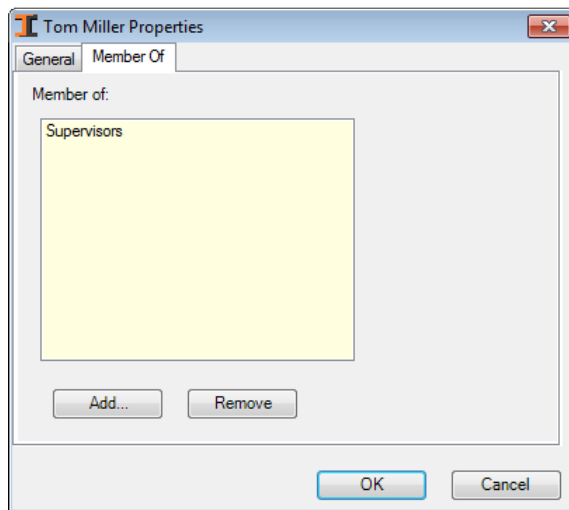 Tom Miller Properties
General Member Of
Member of:
Supervisors
Add... Remove
OK Cancel